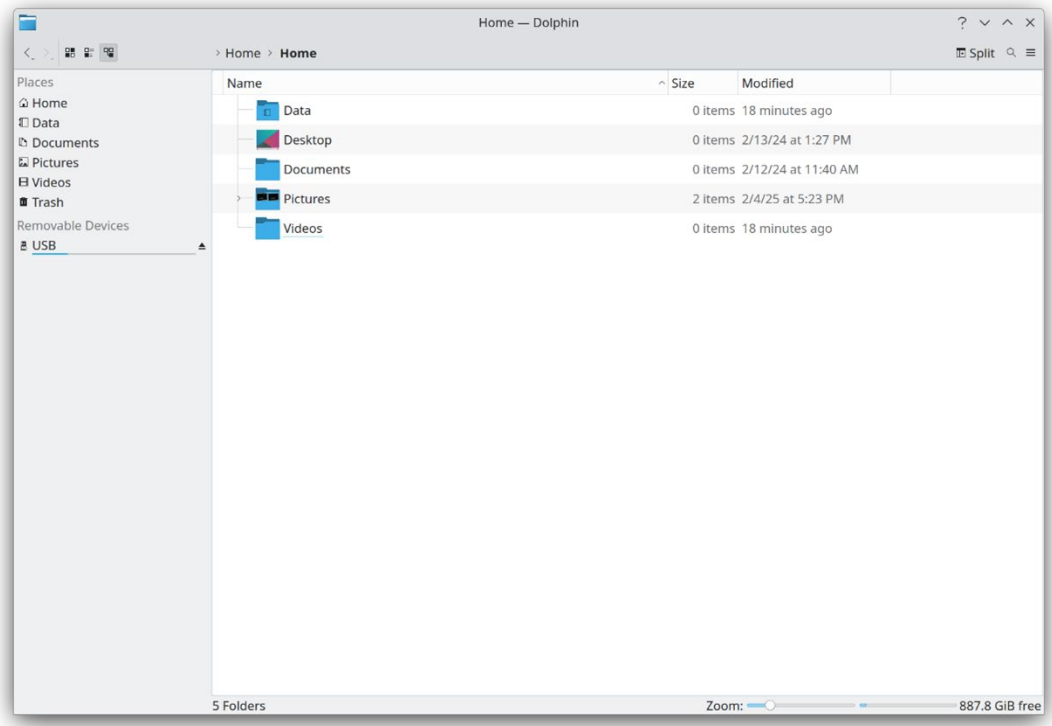 Home — Dolphin
Home > Home
Split
Places
Home
Data
Documents
Pictures
Videos
Trash
Removable Devices
USB
Name Size Modified
Data 0 items 18 minutes ago
Desktop 0 items 2/13/24 at 1:27 PM
Documents 0 items 2/12/24 at 11:40 AM
Pictures 2 items 2/4/25 at 5:23 PM
Videos 0 items 18 minutes ago
5 Folders Zoom: 887.8 GiB free